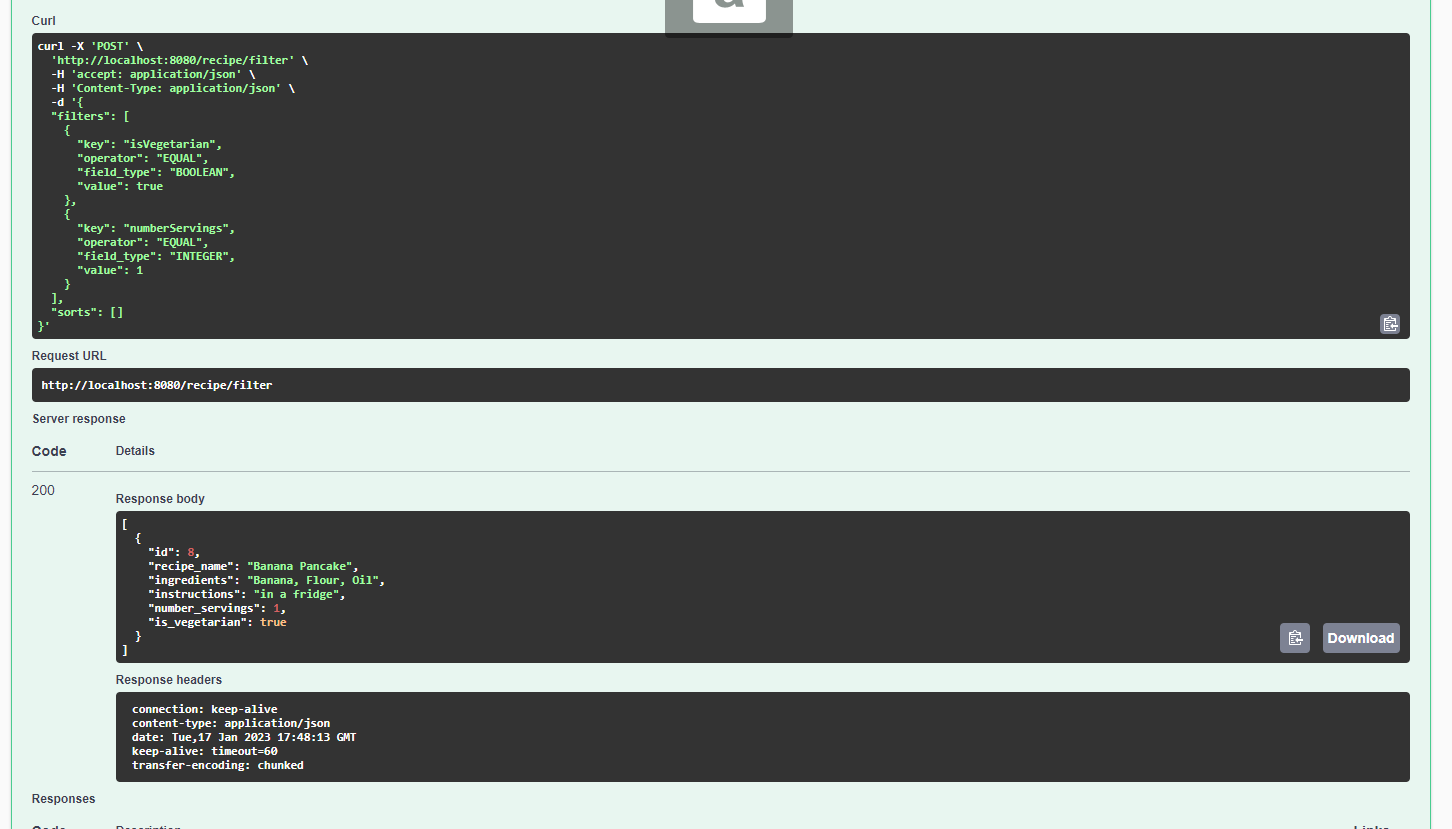 Curl
curl -X 'POST' \
  'http://localhost:8080/recipe/filter' \
  -H 'accept: application/json' \
  -H 'Content-Type: application/json' \
  -d '{
  "filters": [
    {
      "key": "isVegetarian",
      "operator": "EQUAL",
      "field_type": "BOOLEAN",
      "value": true
    },
    {
      "key": "numberServings",
      "operator": "EQUAL",
      "field_type": "INTEGER",
      "value": 1
    }
  ],
  "sorts": []
}'
Request URL
http://localhost:8080/recipe/filter
Server response
Code Details
200
Response body
[
  {
    "id": 8,
    "recipe_name": "Banana Pancake",
    "ingredients": "Banana, Flour, Oil",
    "instructions": "in a fridge",
    "number_servings": 1,
    "is_vegetarian": true
  }
]
Download
Response headers
connection: keep-alive
content-type: application/json
date: Tue,17 Jan 2023 17:48:13 GMT
keep-alive: timeout=60
transfer-encoding: chunked
Responses
Code Description Links